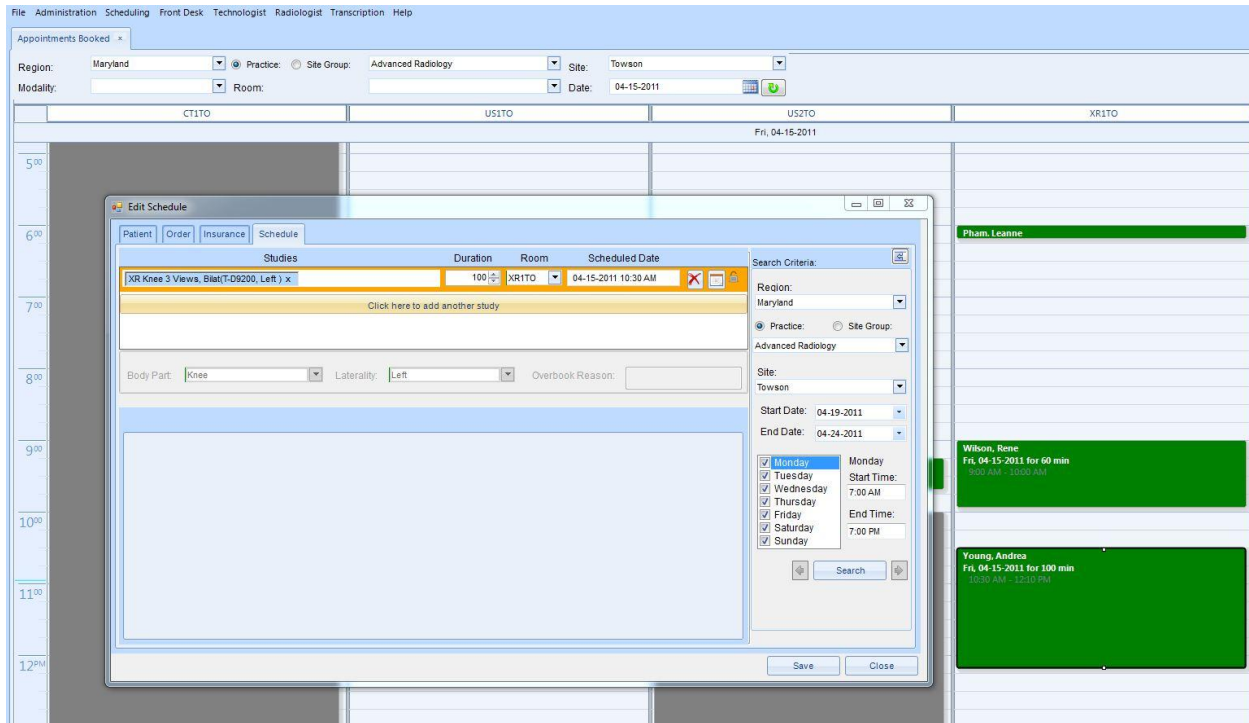 File Administration Scheduling Front Desk Technologist Radiologist Transcription Help
Appointments Booked ×
Region: Maryland Practice: Site Group: Advanced Radiology Site: Towson
Modality: Room: Date: 04-15-2011
CT1TO US1TO US2TO XR1TO
Fri, 04-15-2011
5 00
Edit Schedule
6 00
Pham, Leanne
Patient Order Insurance Schedule
Studies Duration Room Scheduled Date
Search Criteria:
XR Knee 3 Views, Bilat(T-D9200, Left ) x 100 XR1TO 04-15-2011 10:30 AM
Region:
7 00
Click here to add another study
Maryland
Practice: Site Group:
Advanced Radiology
8 00
Body Part: Knee Laterality: Left Overbook Reason:
Site:
Towson
Start Date: 04-19-2011
End Date: 04-24-2011
9 00
Wilson, Rene
Fri, 04-15-2011 for 60 min
9:00 AM - 10:00 AM
Monday Monday
Tuesday Start Time:
Wednesday 7:00 AM
Thursday
Friday End Time:
Saturday 7:00 PM
Sunday
10 00
Young, Andrea
Fri, 04-15-2011 for 100 min
10:30 AM - 12:10 PM
Search
11 00
12 PM
Save Close